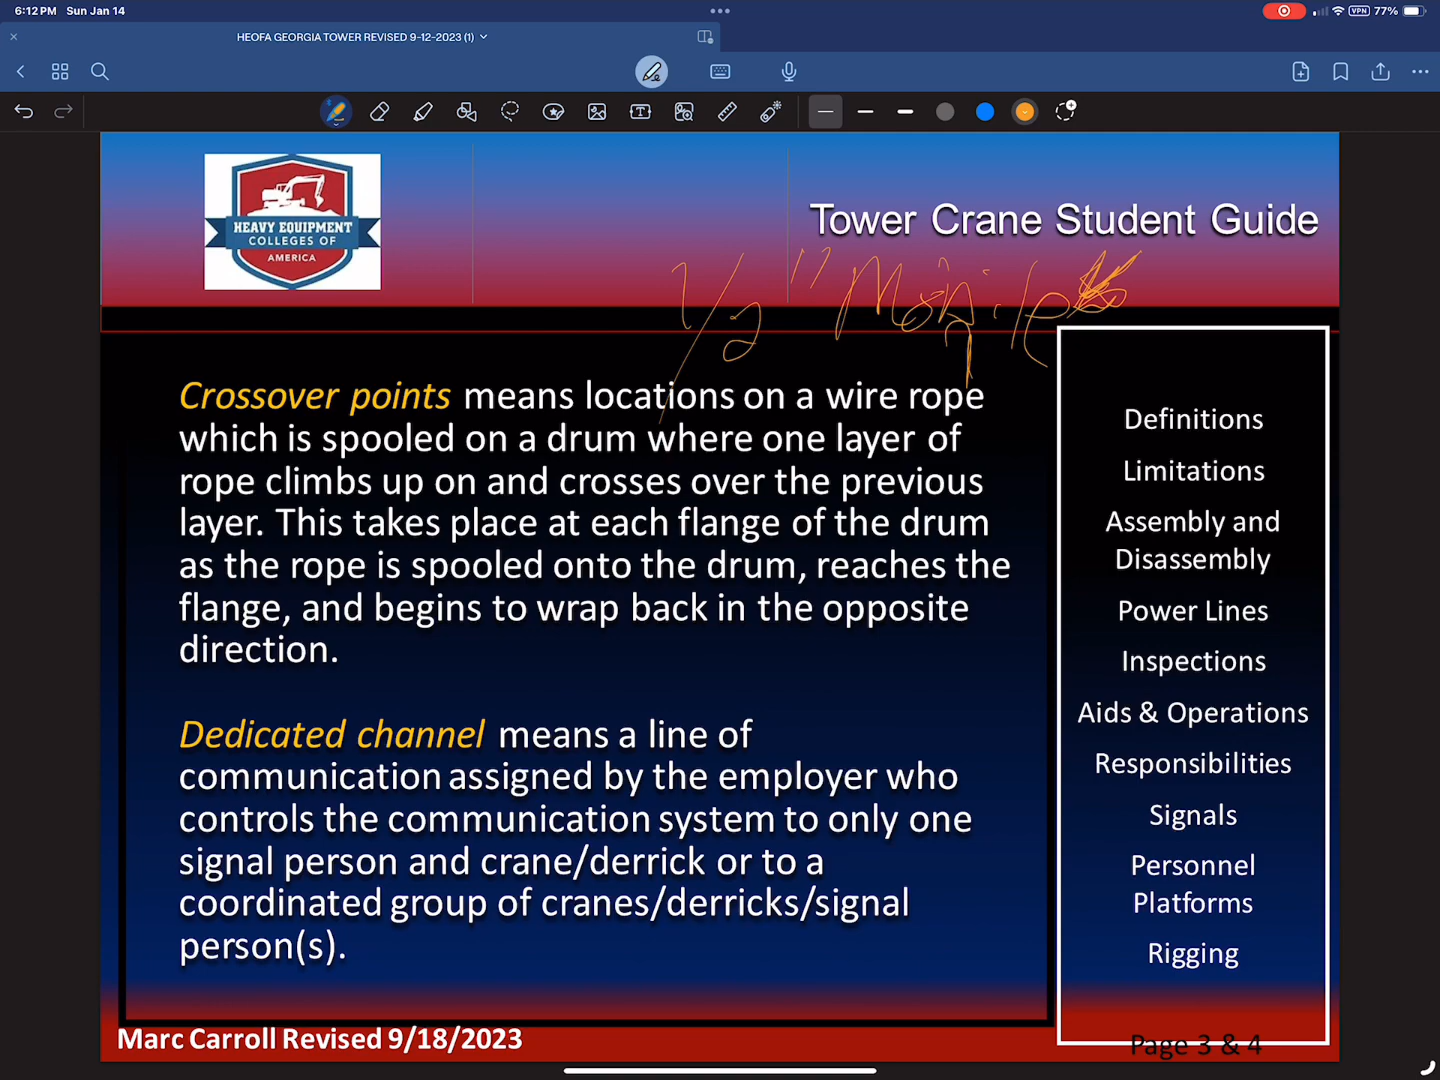 6:12 PM Sun Jan 14
VPN 77%
HEOFA GEORGIA TOWER REVISED 9-12-2023 (1)
HEAVY EQUIPMENT
COLLEGES OF
AMERICA
Tower Crane Student Guide
1/2"
Crossover points means locations on a wire rope
which is spooled on a drum where one layer of
rope climbs up on and crosses over the previous
layer. This takes place at each flange of the drum
as the rope is spooled onto the drum, reaches the
flange, and begins to wrap back in the opposite
direction.
Dedicated channel means a line of
communication assigned by the employer who
controls the communication system to only one
signal person and crane/derrick or to a
coordinated group of cranes/derricks/signal
person(s).
Definitions
Limitations
Assembly and
Disassembly
Power Lines
Inspections
Aids & Operations
Responsibilities
Signals
Personnel
Platforms
Rigging
Marc Carroll Revised 9/18/2023
Page 3 & 4